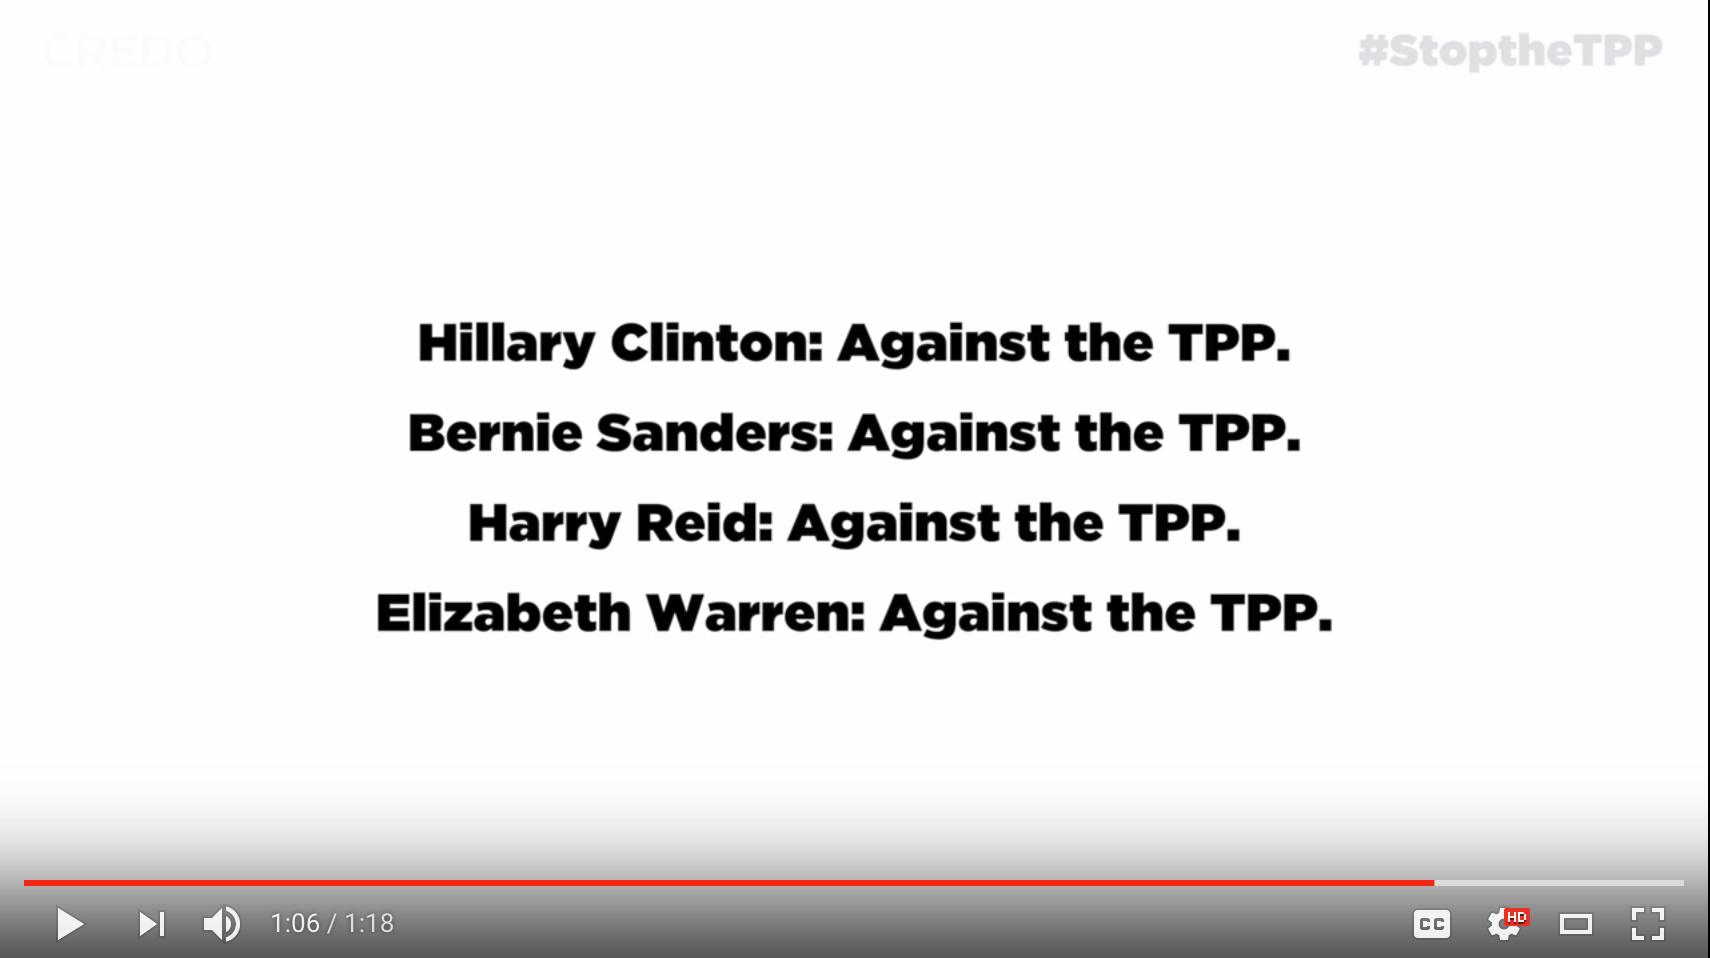 CREDO
#StoptheTPP
Hillary Clinton: Against the TPP.
Bernie Sanders: Against the TPP.
Harry Reid: Against the TPP.
Elizabeth Warren: Against the TPP.
1:06 / 1:18
CC
HD